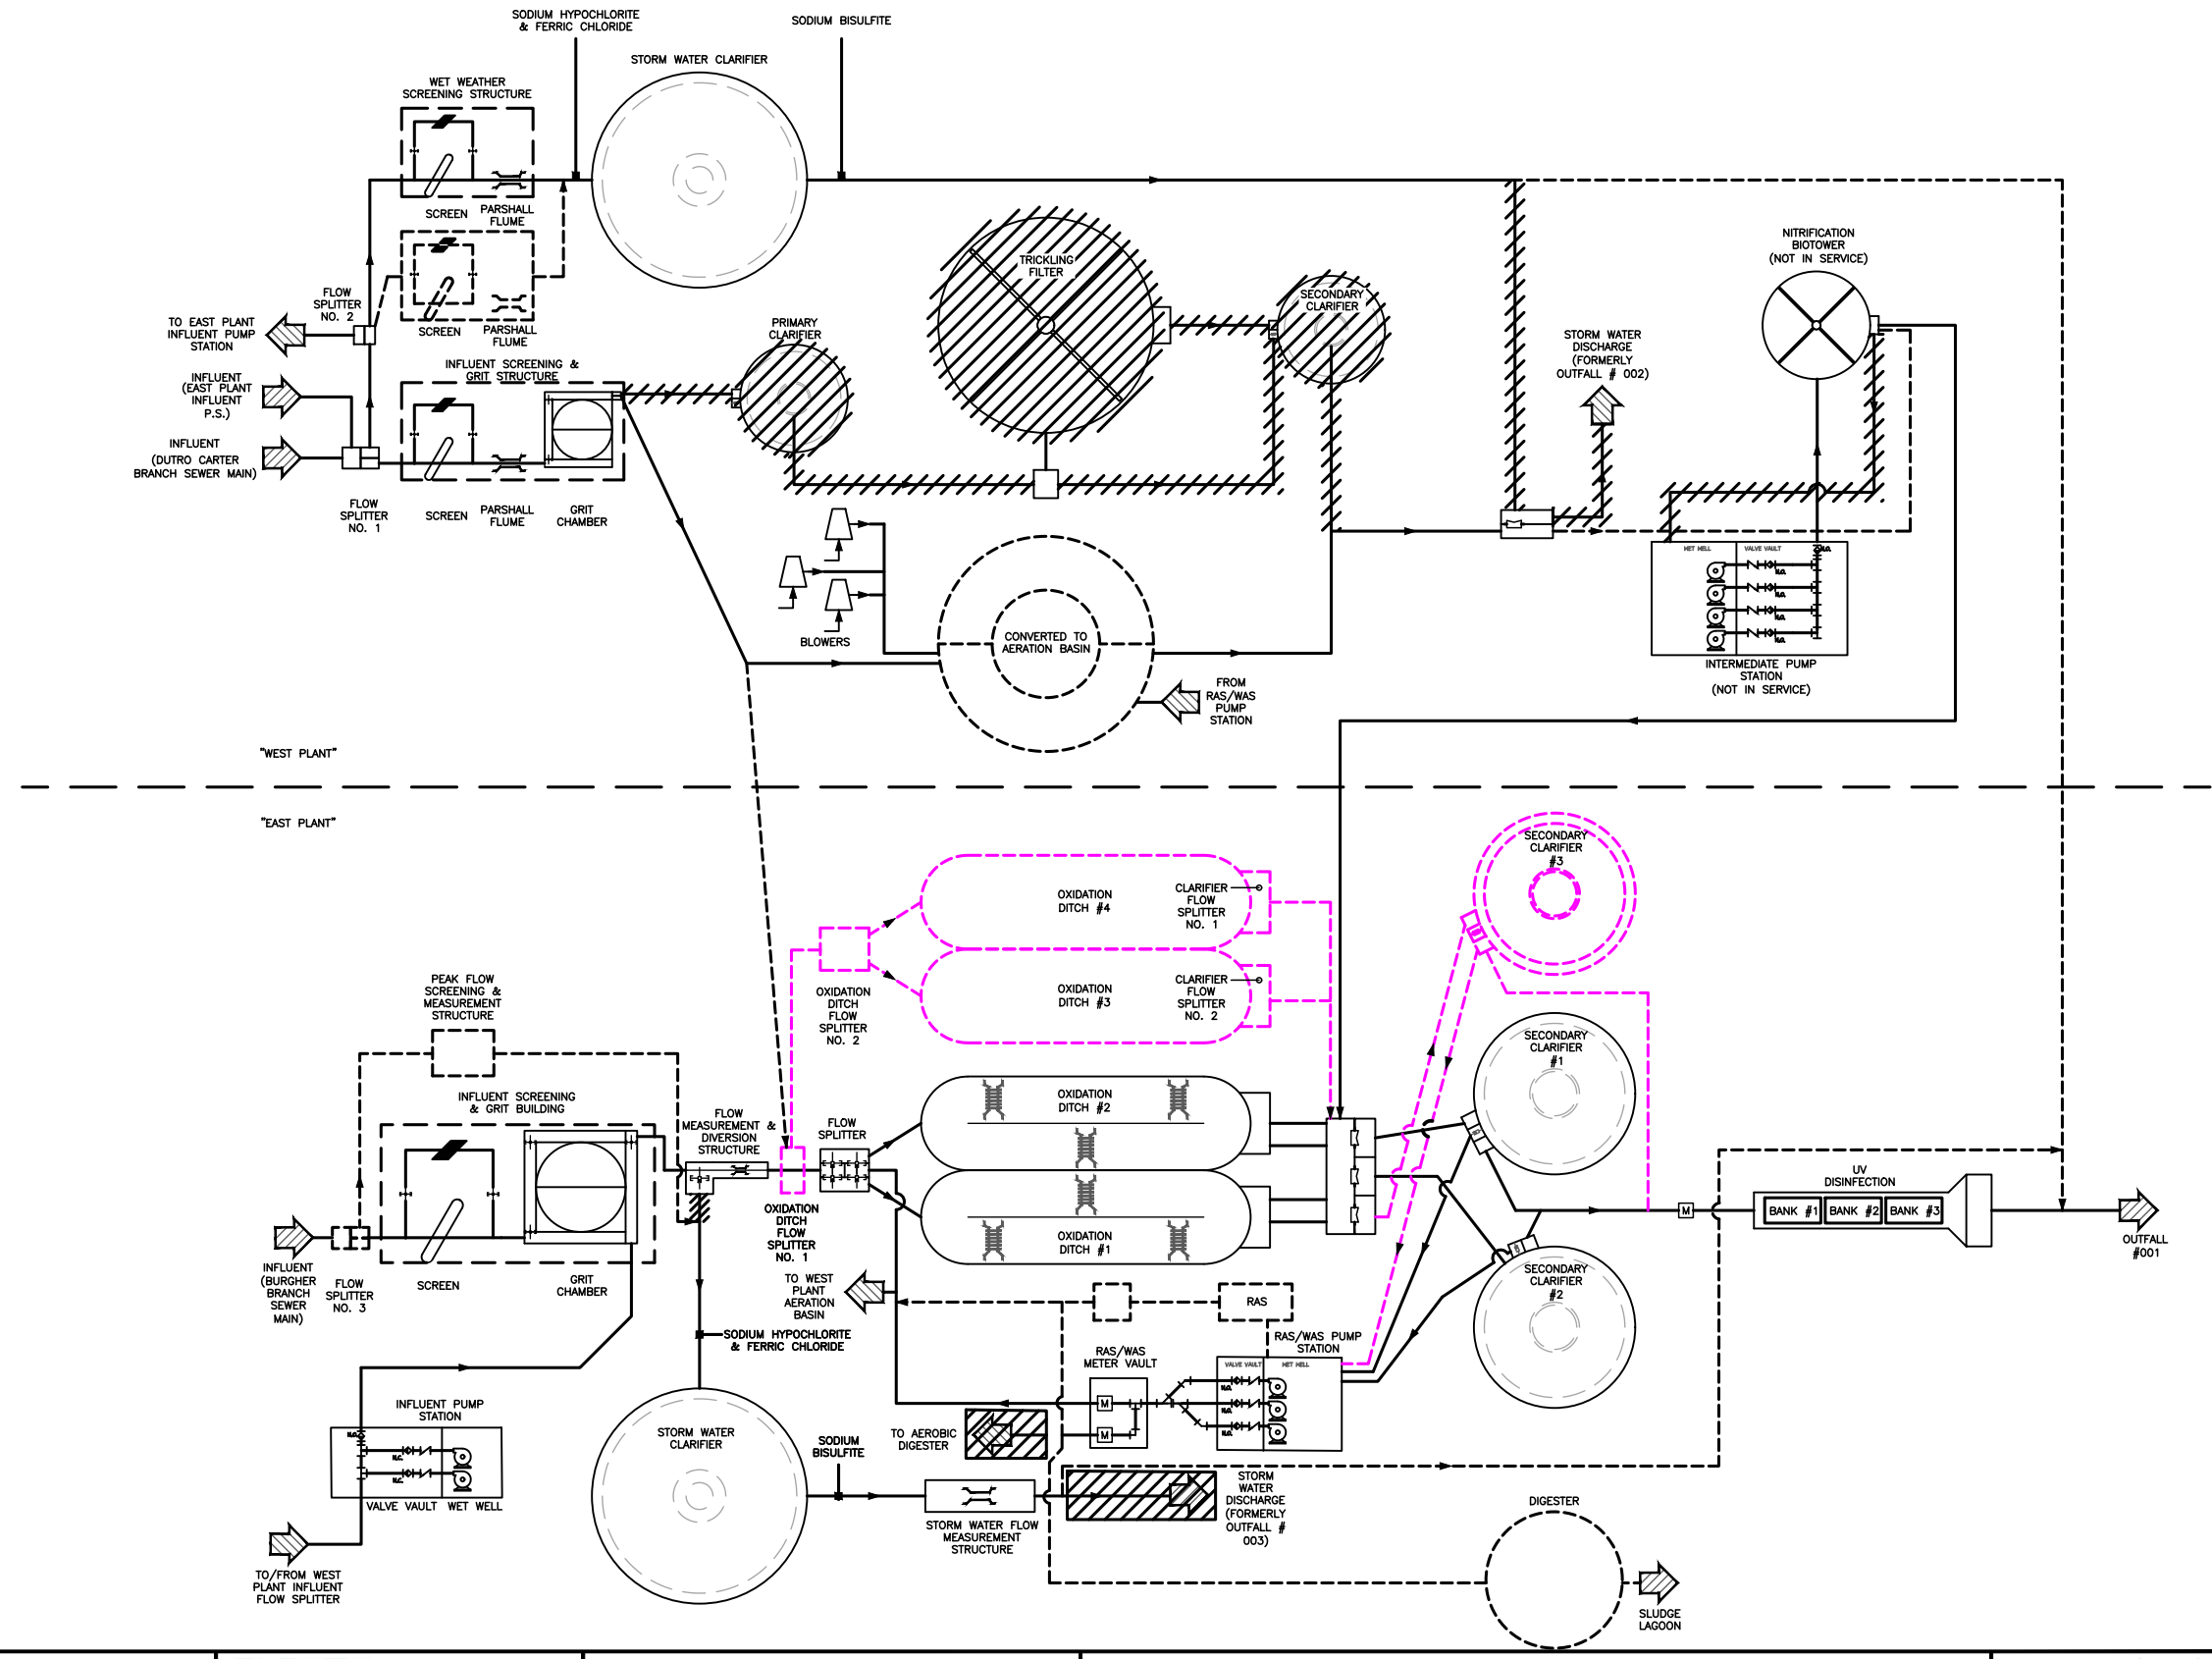 SODIUM HYPOCHLORITE
& FERRIC CHLORIDE
SODIUM BISULFITE
STORM WATER CLARIFIER
WET WEATHER
SCREENING STRUCTURE
SCREEN
PARSHALL
FLUME
FLOW
SPLITTER
NO. 2
TO EAST PLANT
INFLUENT PUMP
STATION
SCREEN
PARSHALL
FLUME
INFLUENT
(EAST PLANT
INFLUENT
P.S.)
INFLUENT SCREENING &
GRIT STRUCTURE
INFLUENT
(DUTRO CARTER
BRANCH SEWER MAIN)
FLOW
SPLITTER
NO. 1
SCREEN
PARSHALL
FLUME
GRIT
CHAMBER
PRIMARY
CLARIFIER
TRICKLING
FILTER
SECONDARY
CLARIFIER
STORM WATER
DISCHARGE
(FORMERLY
OUTFALL # 002)
NITRIFICATION
BIOTOWER
(NOT IN SERVICE)
BLOWERS
CONVERTED TO
AERATION BASIN
FROM
RAS/WAS
PUMP
STATION
WET WELL
VALVE VAULT
N.O.
N.O.
N.O.
N.O.
N.O.
INTERMEDIATE PUMP
STATION
(NOT IN SERVICE)
"WEST PLANT"
"EAST PLANT"
SECONDARY
CLARIFIER
#3
OXIDATION
DITCH #4
CLARIFIER
FLOW
SPLITTER
NO. 1
OXIDATION
DITCH #3
CLARIFIER
FLOW
SPLITTER
NO. 2
OXIDATION
DITCH
FLOW
SPLITTER
NO. 2
PEAK FLOW
SCREENING &
MEASUREMENT
STRUCTURE
INFLUENT SCREENING
& GRIT BUILDING
FLOW
MEASUREMENT &
DIVERSION
STRUCTURE
FLOW
SPLITTER
OXIDATION
DITCH #2
OXIDATION
DITCH #1
SECONDARY
CLARIFIER
#1
UV
DISINFECTION
M
BANK #1
BANK #2
BANK #3
OUTFALL
#001
OXIDATION
DITCH
FLOW
SPLITTER
NO. 1
INFLUENT
(BURGHER
BRANCH
SEWER
MAIN)
FLOW
SPLITTER
NO. 3
SCREEN
GRIT
CHAMBER
TO WEST
PLANT
AERATION
BASIN
RAS
SECONDARY
CLARIFIER
#2
SODIUM HYPOCHLORITE
& FERRIC CHLORIDE
RAS/WAS
METER VAULT
RAS/WAS PUMP
STATION
VALVE VAULT
WET WELL
M
M
N.O.
N.O.
N.O.
INFLUENT PUMP
STATION
N.O.
N.C.
N.C.
VALVE VAULT
WET WELL
STORM WATER
CLARIFIER
SODIUM
BISULFITE
TO AEROBIC
DIGESTER
STORM WATER FLOW
MEASUREMENT
STRUCTURE
STORM
WATER
DISCHARGE
(FORMERLY
OUTFALL #
003)
DIGESTER
TO/FROM WEST
PLANT INFLUENT
FLOW SPLITTER
SLUDGE
LAGOON